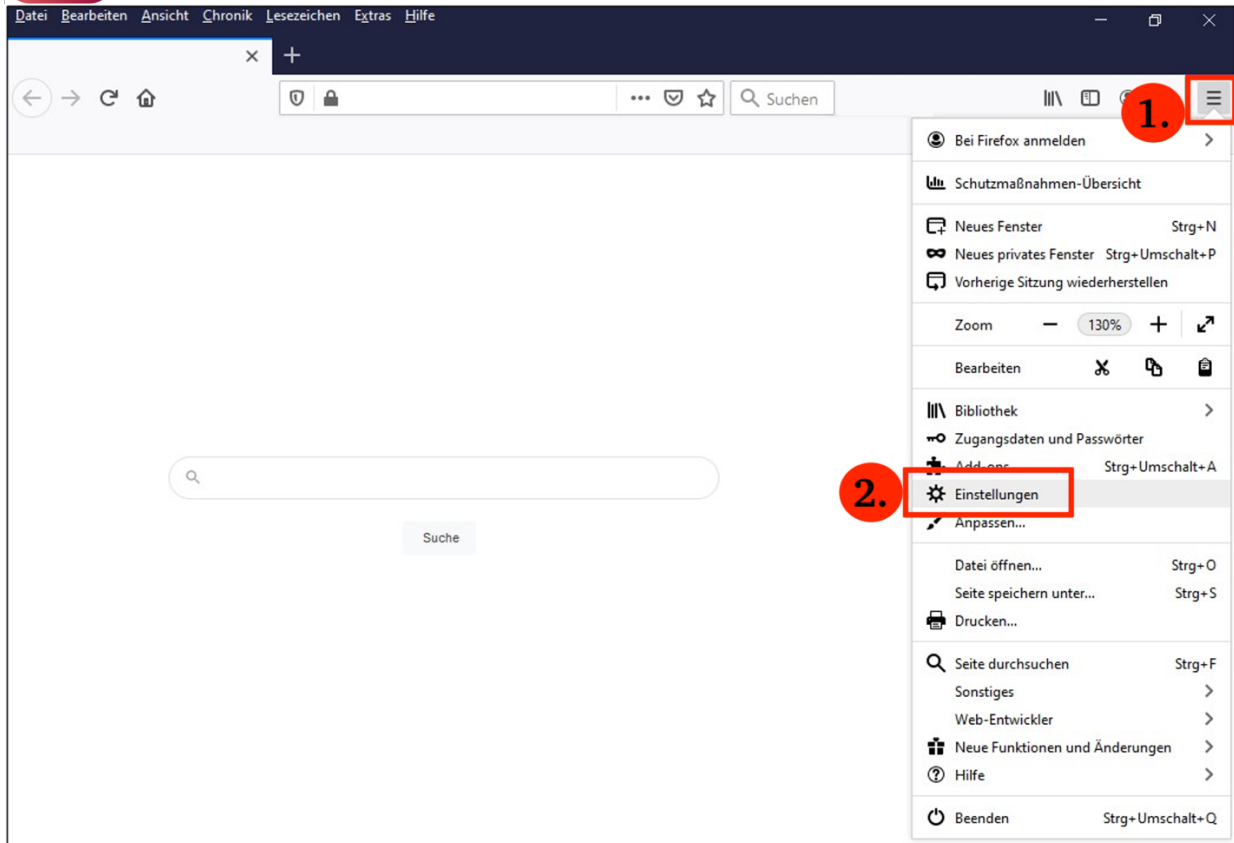 Datei Bearbeiten Ansicht Chronik Lesezeichen Extras Hilfe
Suchen
1.
Bei Firefox anmelden
Schutzmaßnahmen-Übersicht
Neues Fenster Strg+N
Neues privates Fenster Strg+Umschalt+P
Vorherige Sitzung wiederherstellen
Zoom 130%
Bearbeiten
Bibliothek
Zugangsdaten und Passwörter
Add-ons Strg+Umschalt+A
2.
Einstellungen
Anpassen...
Suche
Datei öffnen... Strg+O
Seite speichern unter... Strg+S
Drucken...
Seite durchsuchen Strg+F
Sonstiges
Web-Entwickler
Neue Funktionen und Änderungen
Hilfe
Beenden Strg+Umschalt+Q